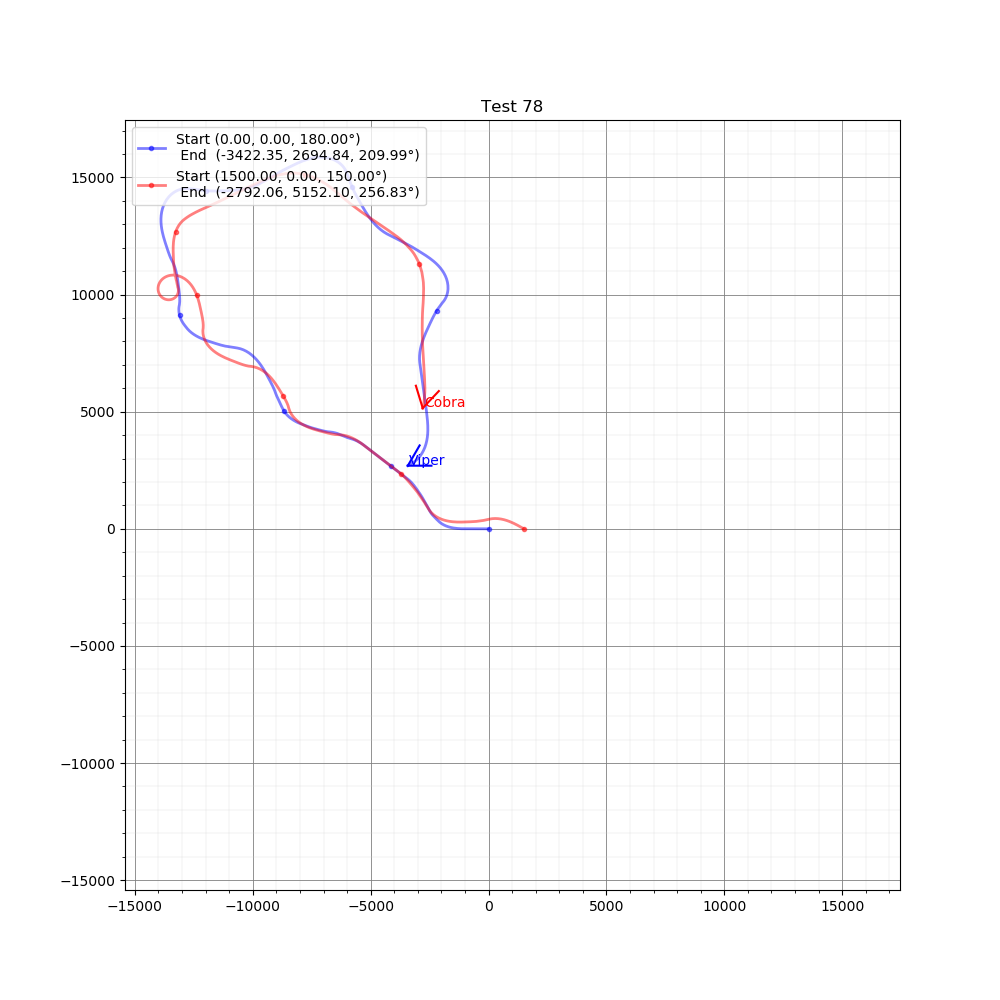 Test 78
Start (0.00, 0.00, 180.00°)
End (-3422.35, 2694.84, 209.99°)
Start (1500.00, 0.00, 150.00°)
End (-2792.06, 5152.10, 256.83°)
15000
10000
5000
0
−5000
−10000
−15000
Cobra
Viper
−15000 −10000 −5000 0 5000 10000 15000